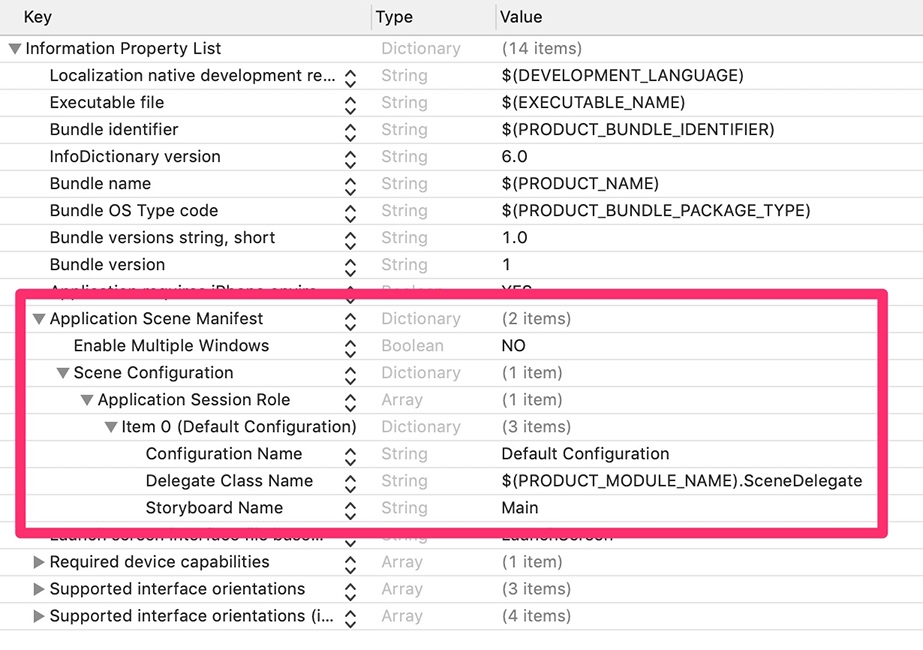 Key Type Value
Information Property List Dictionary (14 items)
Localization native development re... String $(DEVELOPMENT_LANGUAGE)
Executable file String $(EXECUTABLE_NAME)
Bundle identifier String $(PRODUCT_BUNDLE_IDENTIFIER)
InfoDictionary version String 6.0
Bundle name String $(PRODUCT_NAME)
Bundle OS Type code String $(PRODUCT_BUNDLE_PACKAGE_TYPE)
Bundle versions string, short String 1.0
Bundle version String 1
Application requires iPhone enviro... Boolean YES
Application Scene Manifest Dictionary (2 items)
Enable Multiple Windows Boolean NO
Scene Configuration Dictionary (1 item)
Application Session Role Array (1 item)
Item 0 (Default Configuration) Dictionary (3 items)
Configuration Name String Default Configuration
Delegate Class Name String $(PRODUCT_MODULE_NAME).SceneDelegate
Storyboard Name String Main
Launch screen interface file base... String LaunchScreen
Required device capabilities Array (1 item)
Supported interface orientations Array (3 items)
Supported interface orientations (i... Array (4 items)